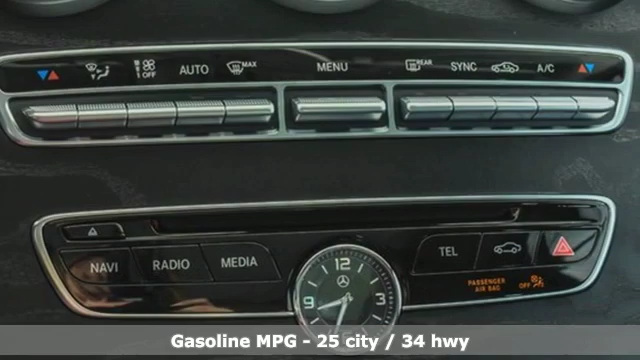 AUTO MAX MENU REAR SYNC A/C
1 OFF
NAVI RADIO MEDIA TEL
PASSENGER
AIR BAG OFF
12
9 3
Gasoline MPG - 25 city / 34 hwy